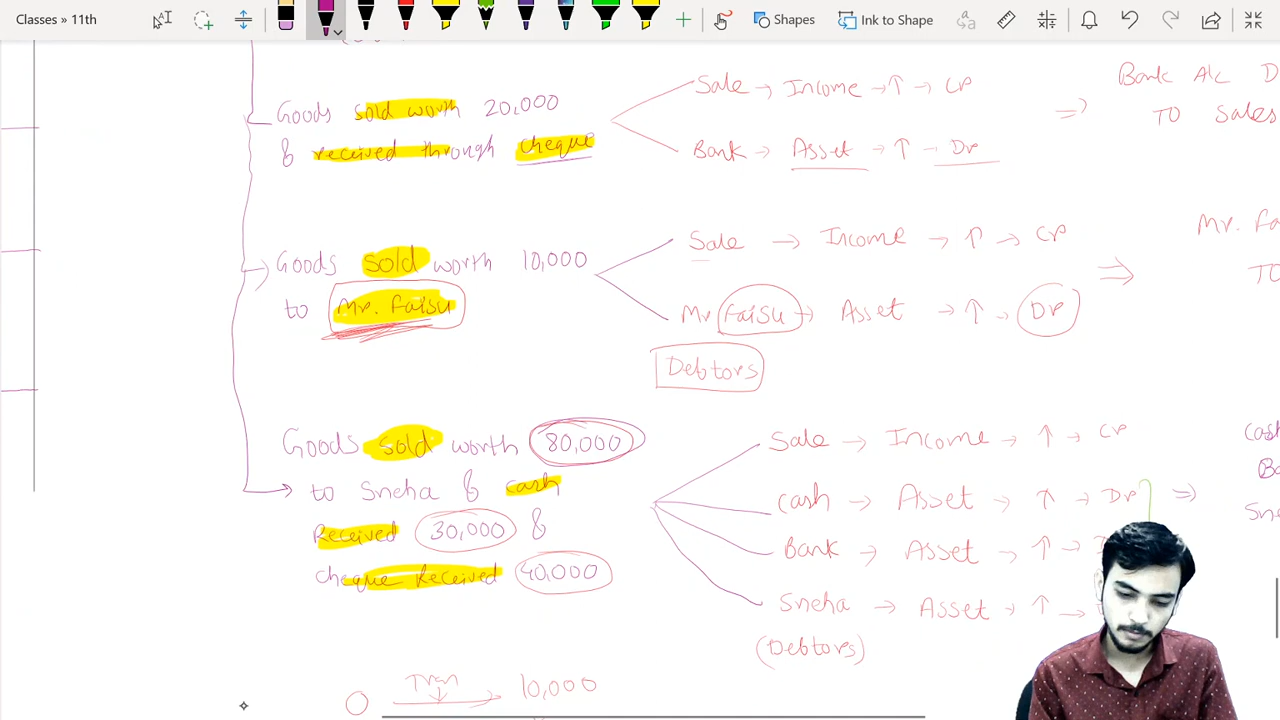 Classes » 11th
Shapes
Ink to Shape
Goods sold worth 20,000
& received through cheque
Sale → Income → ↑ → Cr
Bank → Asset → ↑ → Dr
⇒ Bank A/c D
TO Sales
Goods sold worth 10,000
to Mr. Faisu
Sale → Income → ↑ → Cr
Mr Faisu → Asset → ↑ → Dr
Debtors
⇒ Mr. Fa
TO
Goods sold worth 80,000
to Sneha & cash
Received 30,000 &
cheque Received 40,000
Sale → Income → ↑ → Cr
Cash → Asset → ↑ → Dr ⇒
Bank → Asset → ↑ →
Sneha → Asset → ↑ →
(Debtors)
Cash
Sne
Tran
10,000